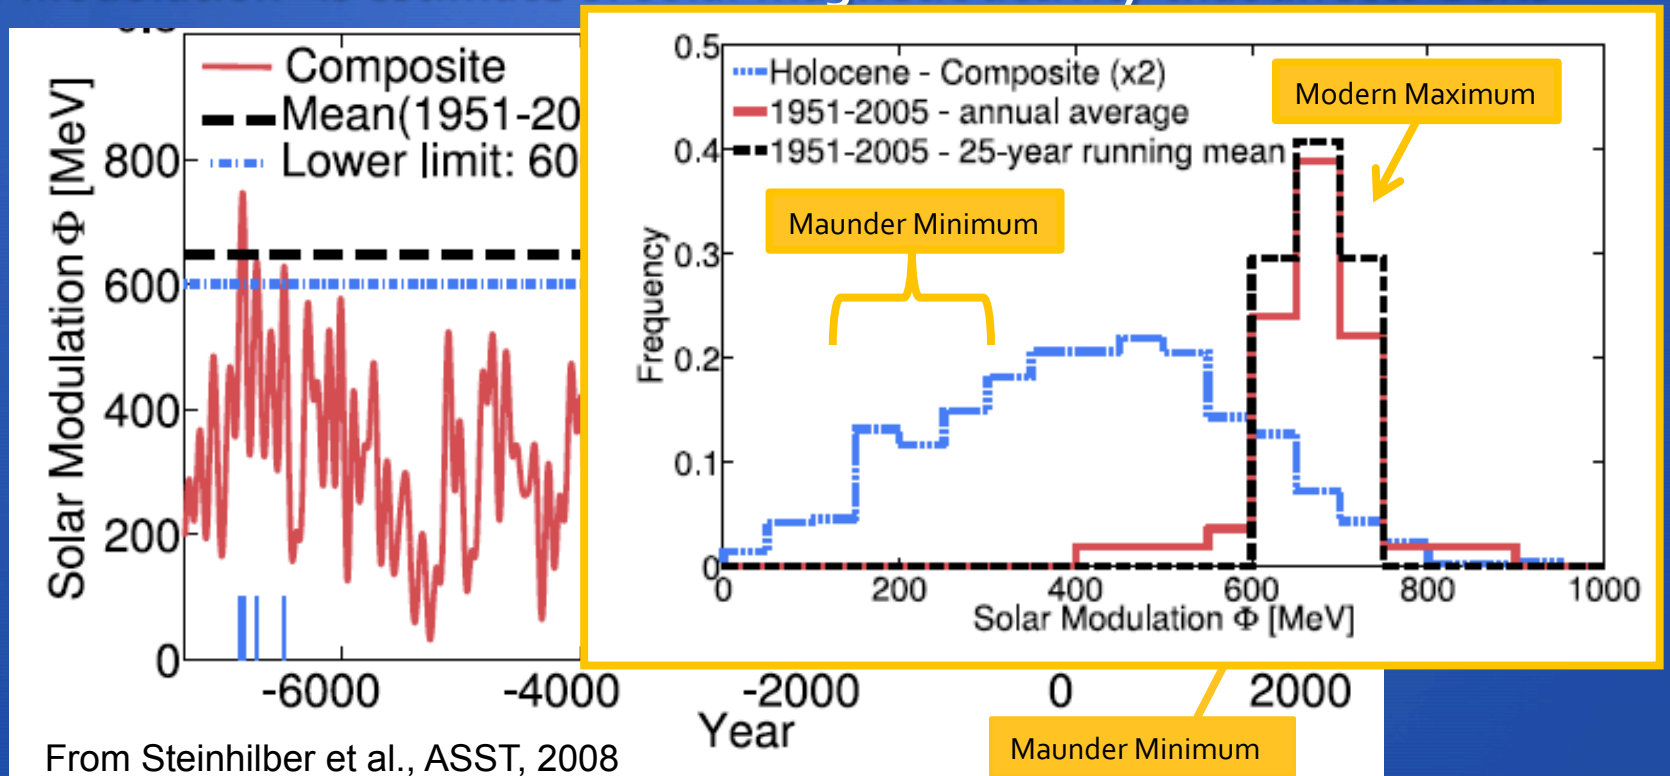 Composite
Mean(1951-20
Lower limit: 60
Solar Modulation Φ [MeV]
800
600
400
200
0
-6000
-4000
-2000
0
2000
Year
From Steinhilber et al., ASST, 2008
Holocene - Composite (x2)
1951-2005 - annual average
1951-2005 - 25-year running mean
Modern Maximum
Maunder Minimum
Frequency
0.5
0.4
0.3
0.2
0.1
0
0
200
400
600
800
1000
Solar Modulation Φ [MeV]
Maunder Minimum